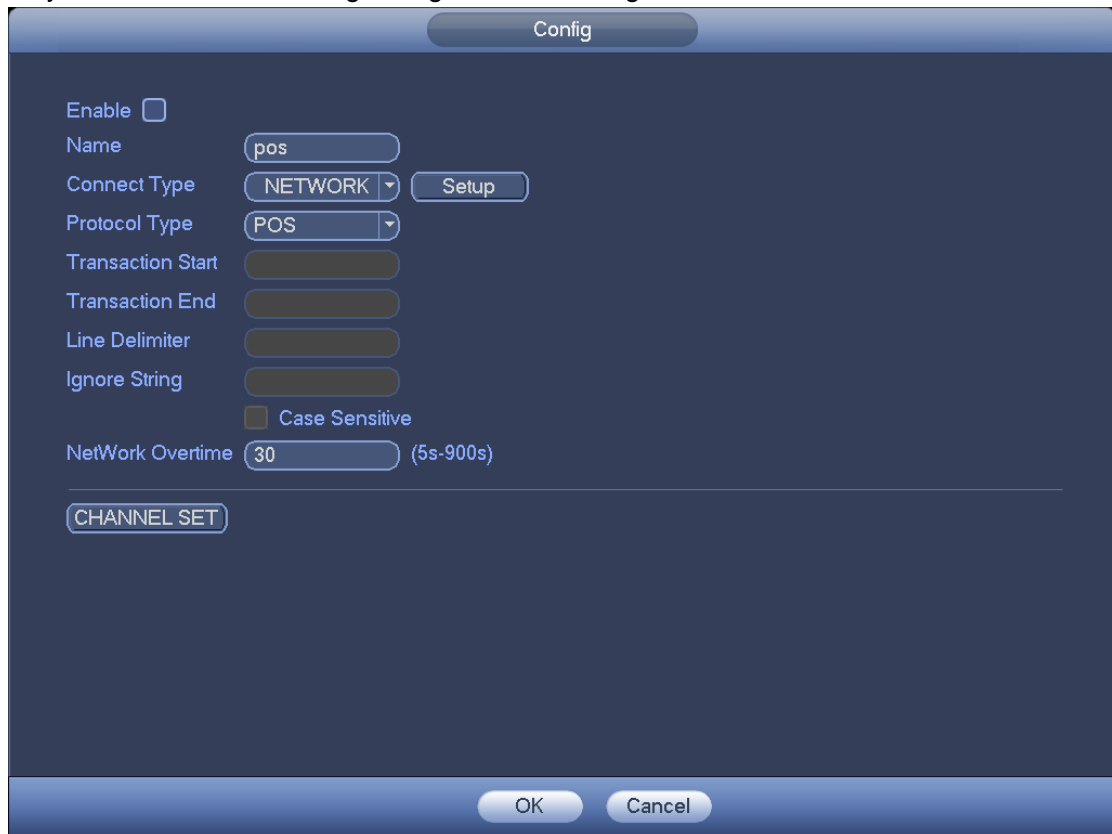 Config
Enable
Name pos
Connect Type NETWORK Setup
Protocol Type POS
Transaction Start
Transaction End
Line Delimiter
Ignore String
Case Sensitive
NetWork Overtime 30 (5s-900s)
CHANNEL SET
OK Cancel